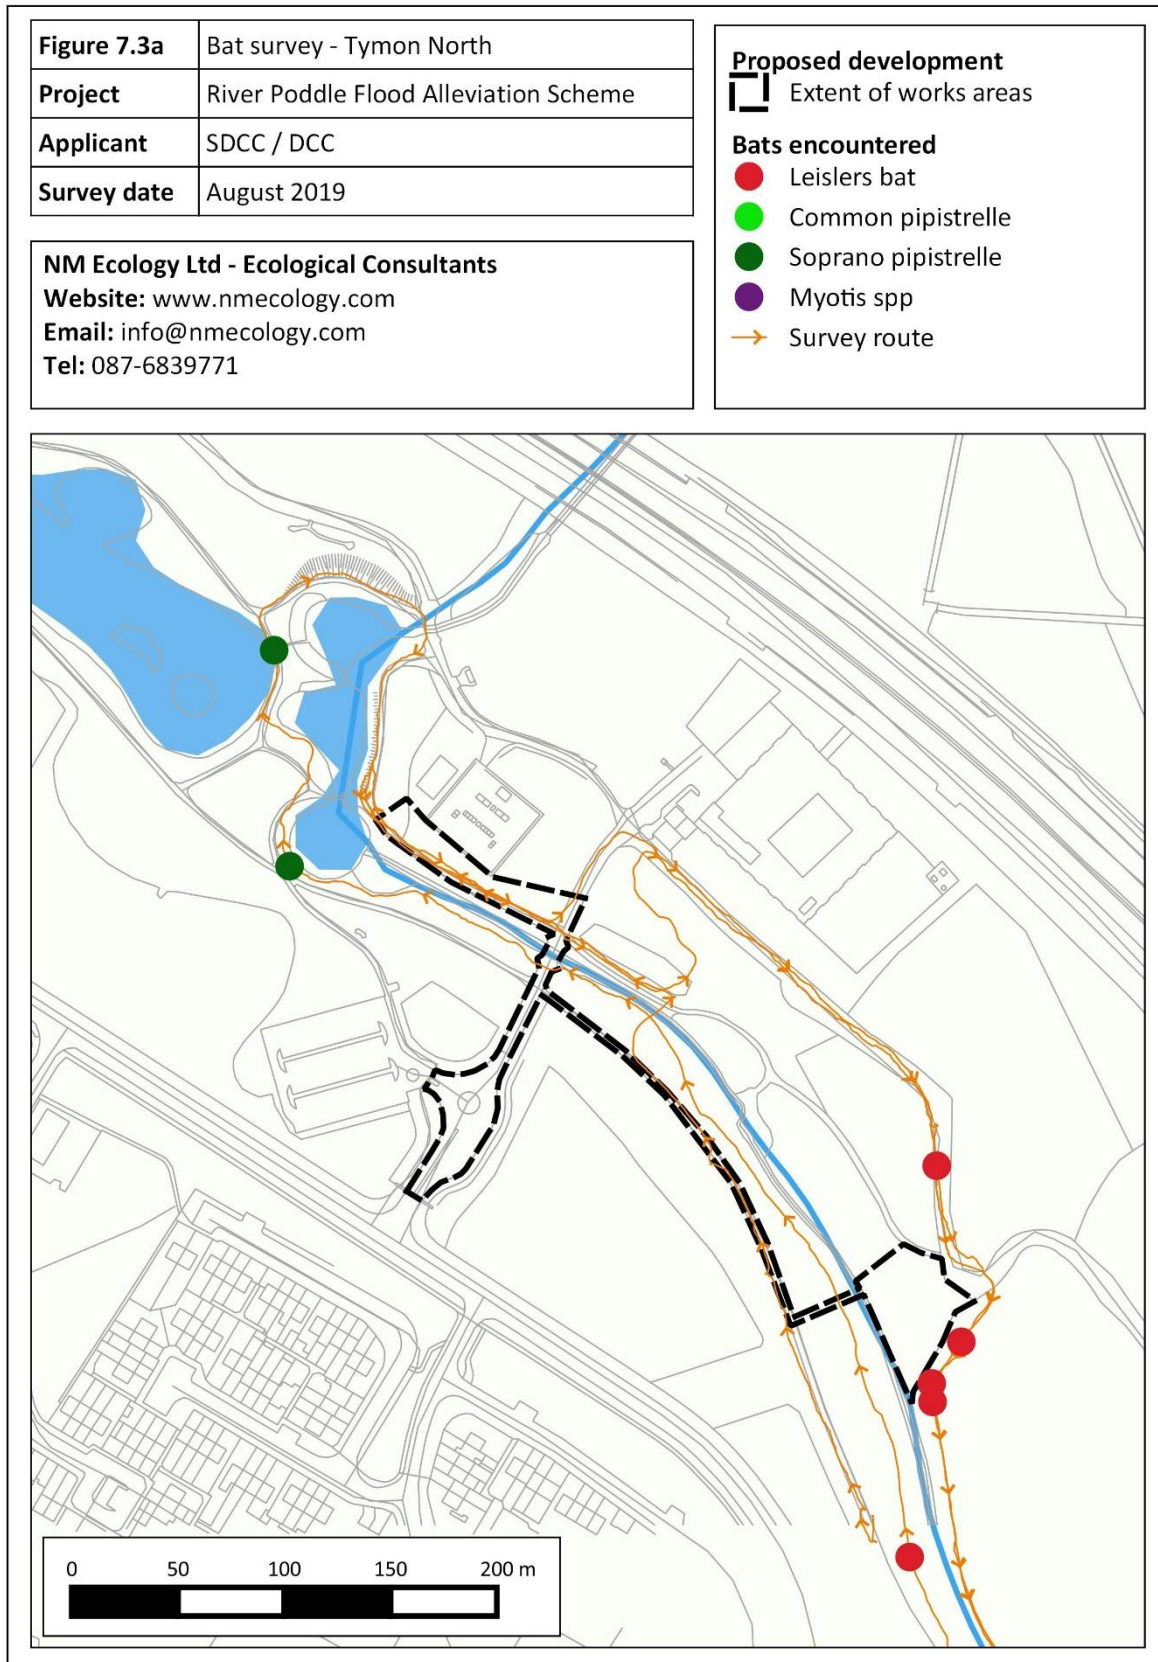 Figure 7.3a Bat survey - Tymon North
Project River Poddle Flood Alleviation Scheme
Applicant SDCC / DCC
Survey date August 2019
NM Ecology Ltd - Ecological Consultants
Website: www.nmecology.com
Email: info@nmecology.com
Tel: 087-6839771
Proposed development
Extent of works areas
Bats encountered
Leislers bat
Common pipistrelle
Soprano pipistrelle
Myotis spp
Survey route
0 50 100 150 200 m